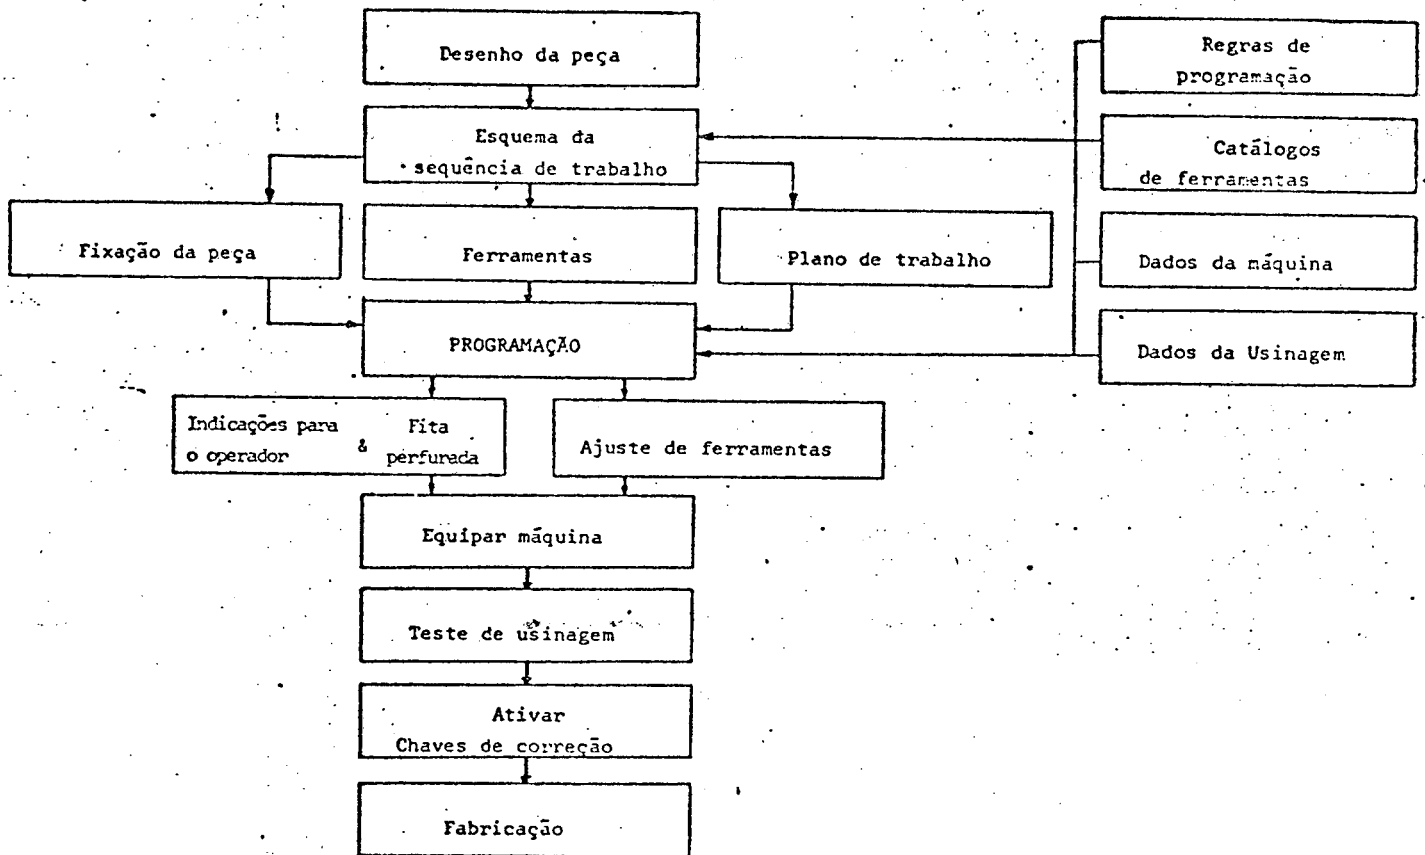 Desenho da peça
Regras de
programação
Esquema da
sequência de trabalho
Catálogos
de ferramentas
Fixação da peça
Ferramentas
Plano de trabalho
Dados da máquina
PROGRAMAÇÃO
Dados da Usinagem
Indicações para
o operador
&
Fita
perfurada
Ajuste de ferramentas
Equipar máquina
Teste de usinagem
Ativar
Chaves de correção
Fabricação